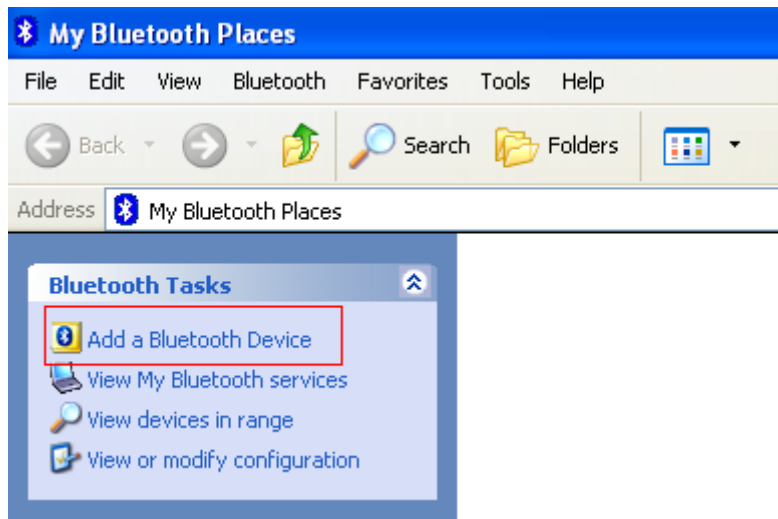 My Bluetooth Places
File Edit View Bluetooth Favorites Tools Help
Back Search Folders
Address My Bluetooth Places
Bluetooth Tasks
Add a Bluetooth Device
View My Bluetooth services
View devices in range
View or modify configuration